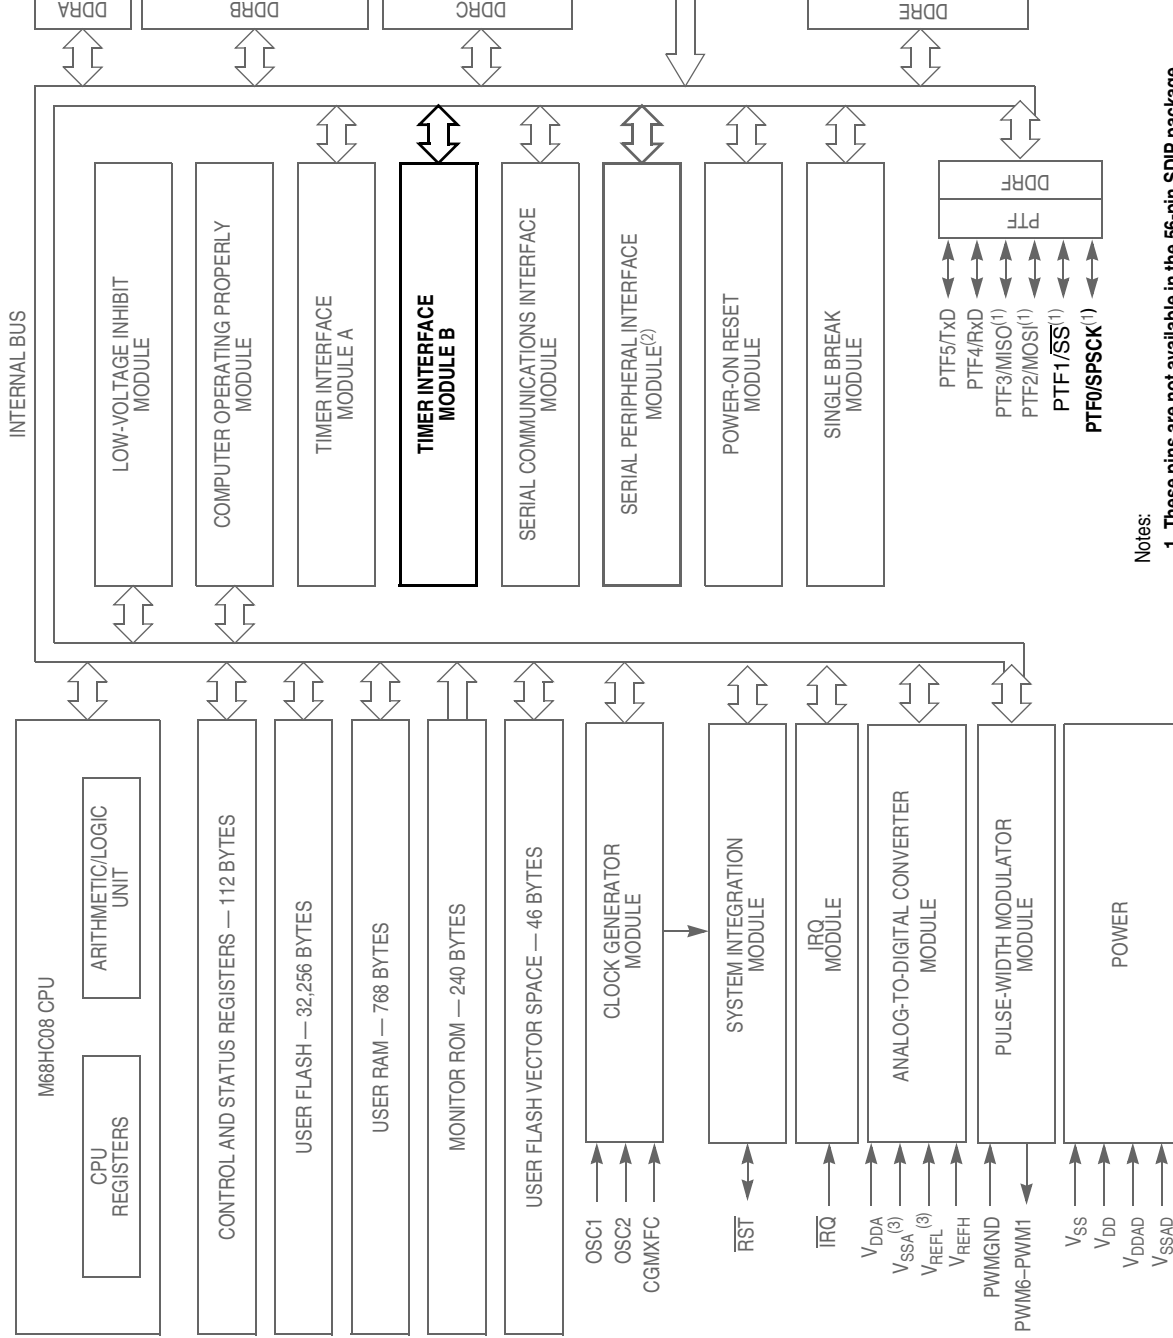 INTERNAL BUS
M68HC08 CPU
CPU
REGISTERS
ARITHMETIC/LOGIC
UNIT
CONTROL AND STATUS REGISTERS — 112 BYTES
USER FLASH — 32,256 BYTES
USER RAM — 768 BYTES
MONITOR ROM — 240 BYTES
USER FLASH VECTOR SPACE — 46 BYTES
OSC1
OSC2
CGMXFC
CLOCK GENERATOR
MODULE
RST
SYSTEM INTEGRATION
MODULE
IRQ
IRQ
MODULE
VDDA
VSSA(3)
VREFL(3)
VREFH
ANALOG-TO-DIGITAL CONVERTER
MODULE
PWMGND
PWM6–PWM1
PULSE-WIDTH MODULATOR
MODULE
VSS
VDD
VDDAD
VSSAD
POWER
LOW-VOLTAGE INHIBIT
MODULE
COMPUTER OPERATING PROPERLY
MODULE
TIMER INTERFACE
MODULE A
TIMER INTERFACE
MODULE B
SERIAL COMMUNICATIONS INTERFACE
MODULE
SERIAL PERIPHERAL INTERFACE
MODULE(2)
POWER-ON RESET
MODULE
SINGLE BREAK
MODULE
DDRA
DDRB
DDRC
DDRE
DDRF
PTF
PTF5/TxD
PTF4/RxD
PTF3/MISO(1)
PTF2/MOSI(1)
PTF1/SS(1)
PTF0/SPSCK(1)
Notes:
1. These pins are not available in the 56-pin SDIP package